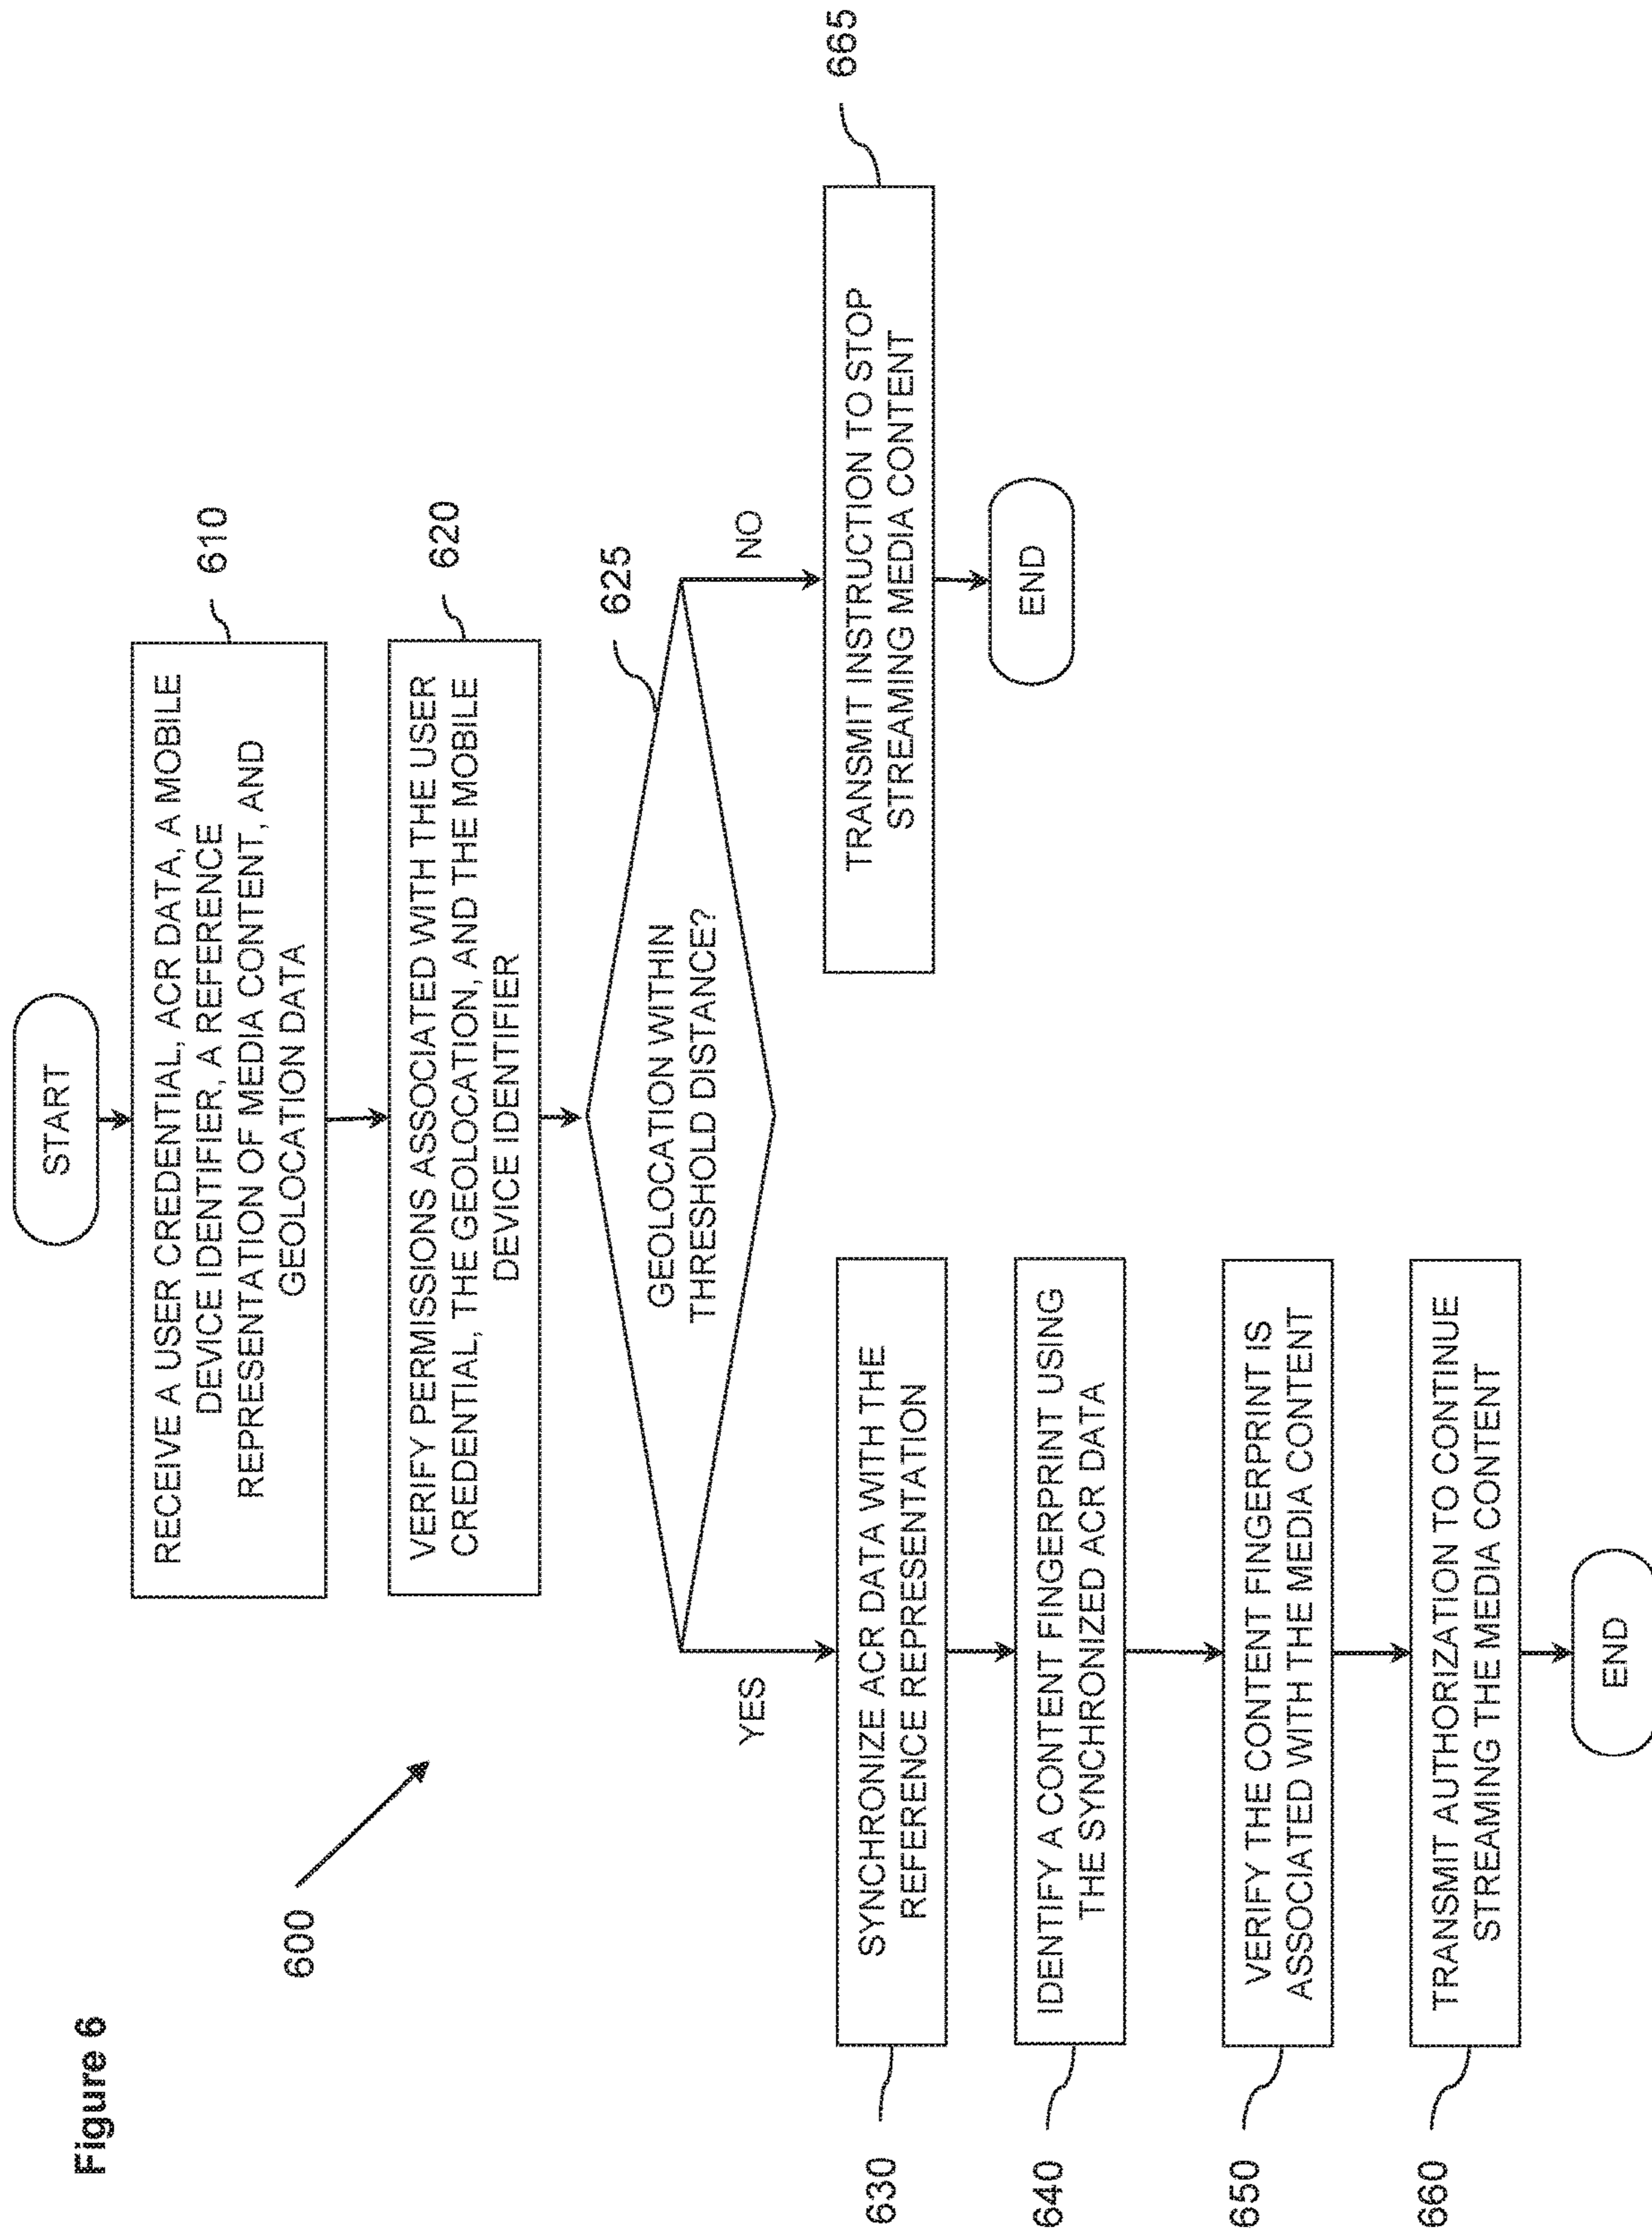 Figure 6
600
START
RECEIVE A USER CREDENTIAL, ACR DATA, A MOBILE
DEVICE IDENTIFIER, A REFERENCE
REPRESENTATION OF MEDIA CONTENT, AND
GEOLOCATION DATA
610
VERIFY PERMISSIONS ASSOCIATED WITH THE USER
CREDENTIAL, THE GEOLOCATION, AND THE MOBILE
DEVICE IDENTIFIER
620
GEOLOCATION WITHIN
THRESHOLD DISTANCE?
625
YES
NO
630
SYNCHRONIZE ACR DATA WITH THE
REFERENCE REPRESENTATION
640
IDENTIFY A CONTENT FINGERPRINT USING
THE SYNCHRONIZED ACR DATA
650
VERIFY THE CONTENT FINGERPRINT IS
ASSOCIATED WITH THE MEDIA CONTENT
660
TRANSMIT AUTHORIZATION TO CONTINUE
STREAMING THE MEDIA CONTENT
END
TRANSMIT INSTRUCTION TO STOP
STREAMING MEDIA CONTENT
665
END